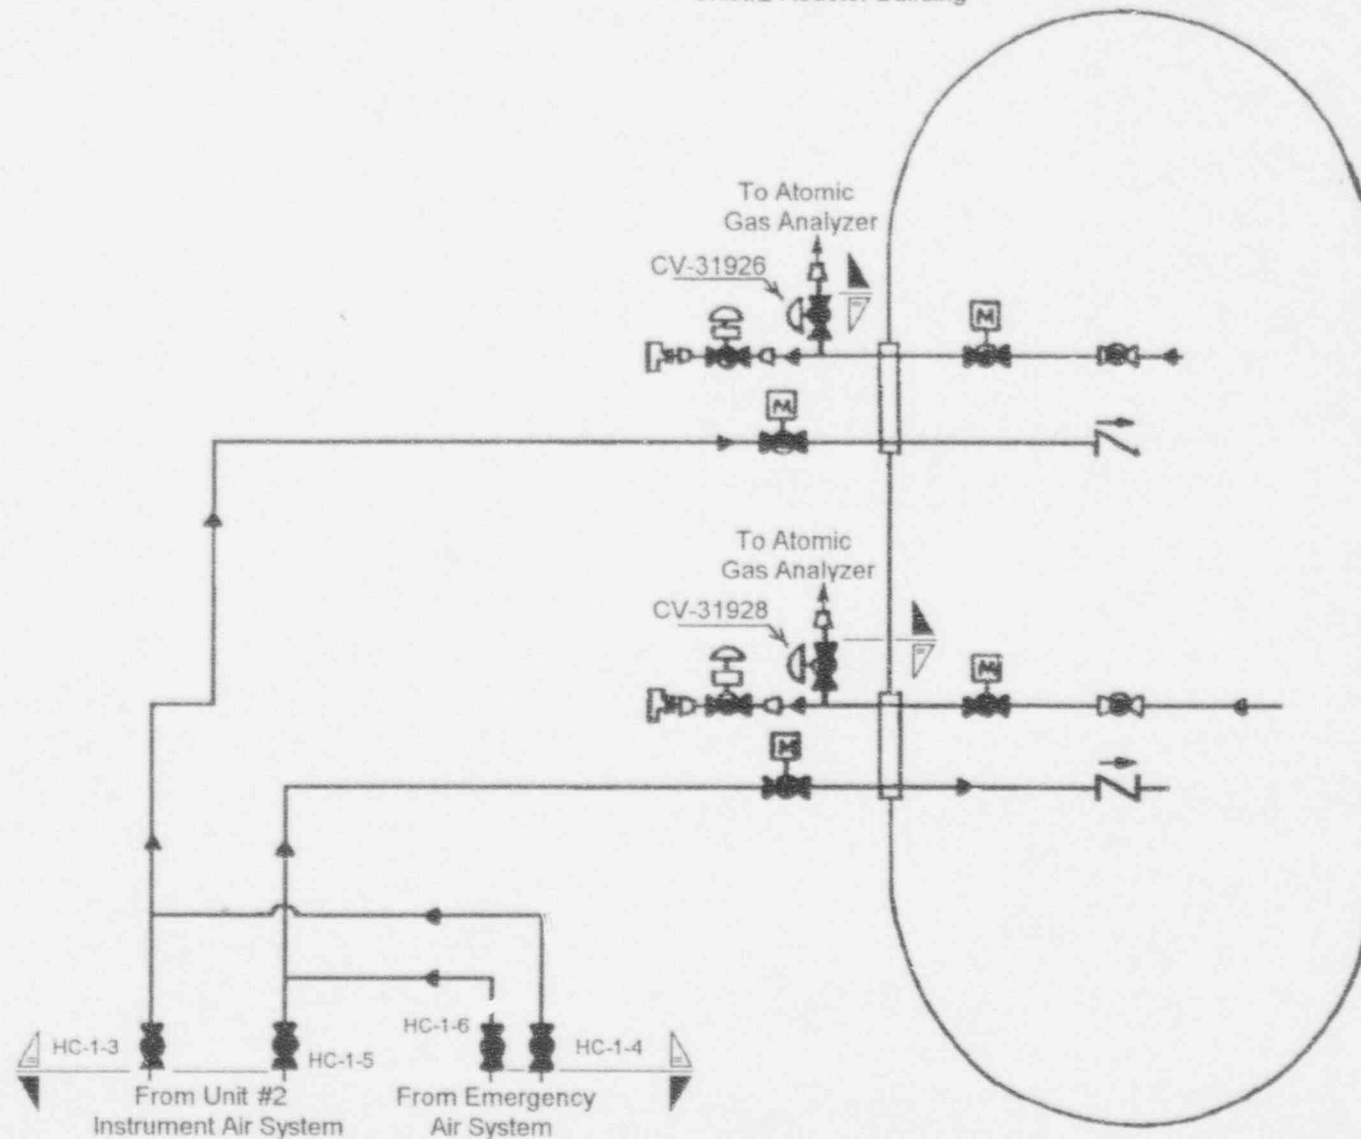 To Atomic
Gas Analyzer
CV-31926
M
M
To Atomic
Gas Analyzer
CV-31928
M
M
HC-1-3
HC-1-5
HC-1-6
HC-1-4
From Unit #2
Instrument Air System
From Emergency
Air System